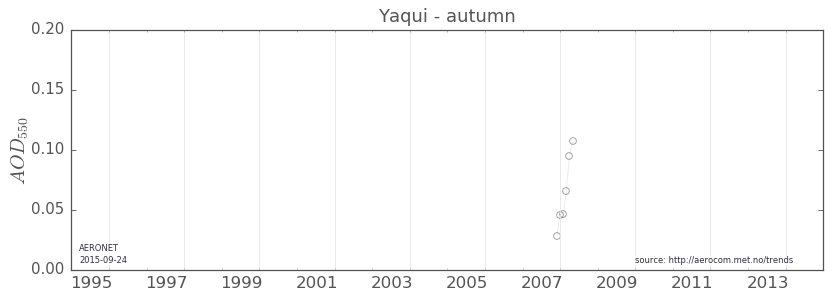 Yaqui - autumn
0.20
0.15
0.10
0.05
0.00
AOD550
AERONET
2015-09-24
source: http://aerocom.met.no/trends
1995 1997 1999 2001 2003 2005 2007 2009 2011 2013